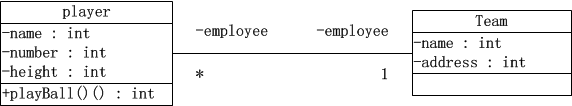 player
-name : int
-number : int
-height : int
+playBall()() : int
-employee
-employee
*
1
Team
-name : int
-address : int